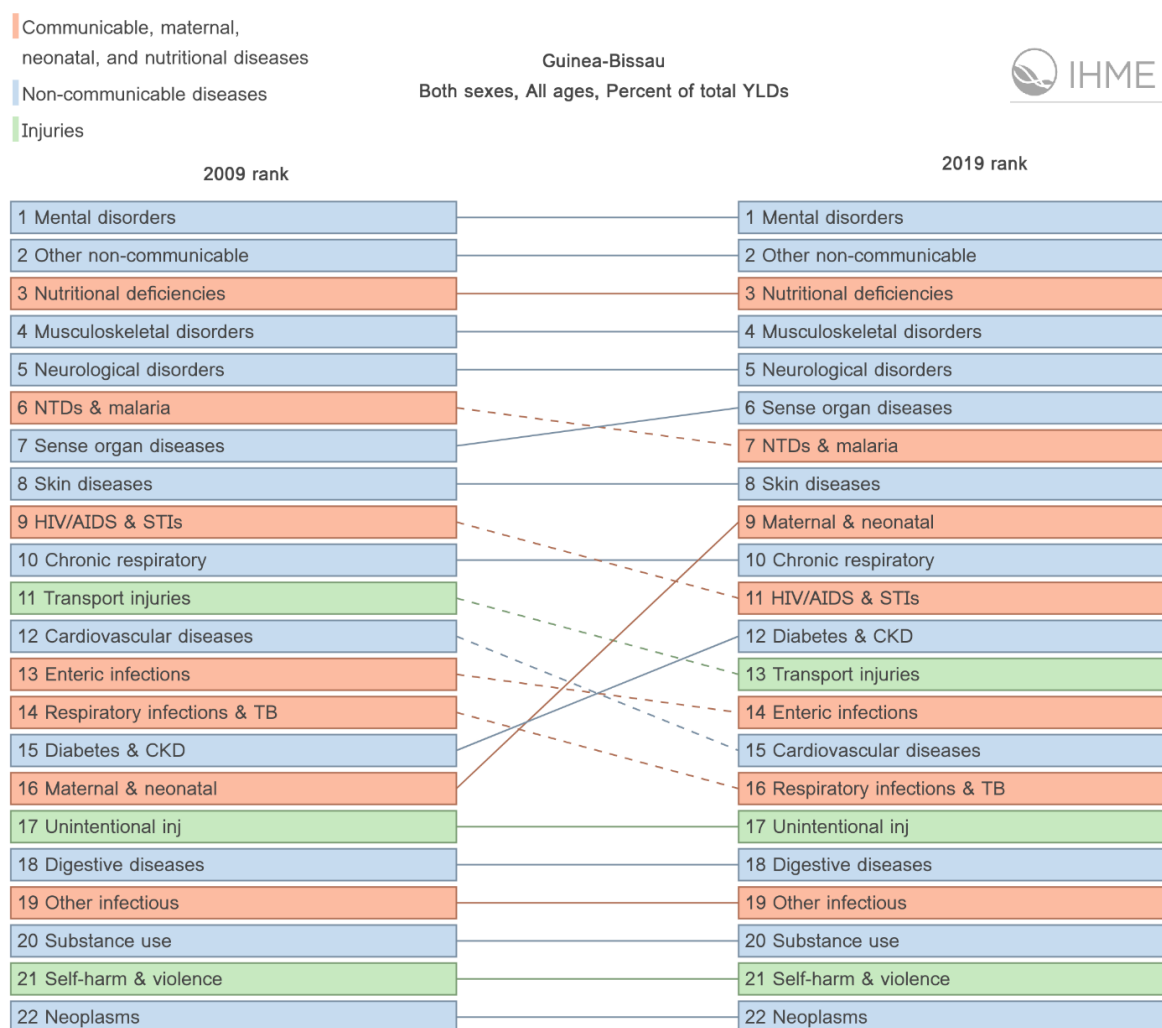 Communicable, maternal,
neonatal, and nutritional diseases
Non-communicable diseases
Injuries
Guinea-Bissau
Both sexes, All ages, Percent of total YLDs
IHME
2009 rank
1 Mental disorders
2 Other non-communicable
3 Nutritional deficiencies
4 Musculoskeletal disorders
5 Neurological disorders
6 NTDs & malaria
7 Sense organ diseases
8 Skin diseases
9 HIV/AIDS & STIs
10 Chronic respiratory
11 Transport injuries
12 Cardiovascular diseases
13 Enteric infections
14 Respiratory infections & TB
15 Diabetes & CKD
16 Maternal & neonatal
17 Unintentional inj
18 Digestive diseases
19 Other infectious
20 Substance use
21 Self-harm & violence
22 Neoplasms
2019 rank
1 Mental disorders
2 Other non-communicable
3 Nutritional deficiencies
4 Musculoskeletal disorders
5 Neurological disorders
6 Sense organ diseases
7 NTDs & malaria
8 Skin diseases
9 Maternal & neonatal
10 Chronic respiratory
11 HIV/AIDS & STIs
12 Diabetes & CKD
13 Transport injuries
14 Enteric infections
15 Cardiovascular diseases
16 Respiratory infections & TB
17 Unintentional inj
18 Digestive diseases
19 Other infectious
20 Substance use
21 Self-harm & violence
22 Neoplasms